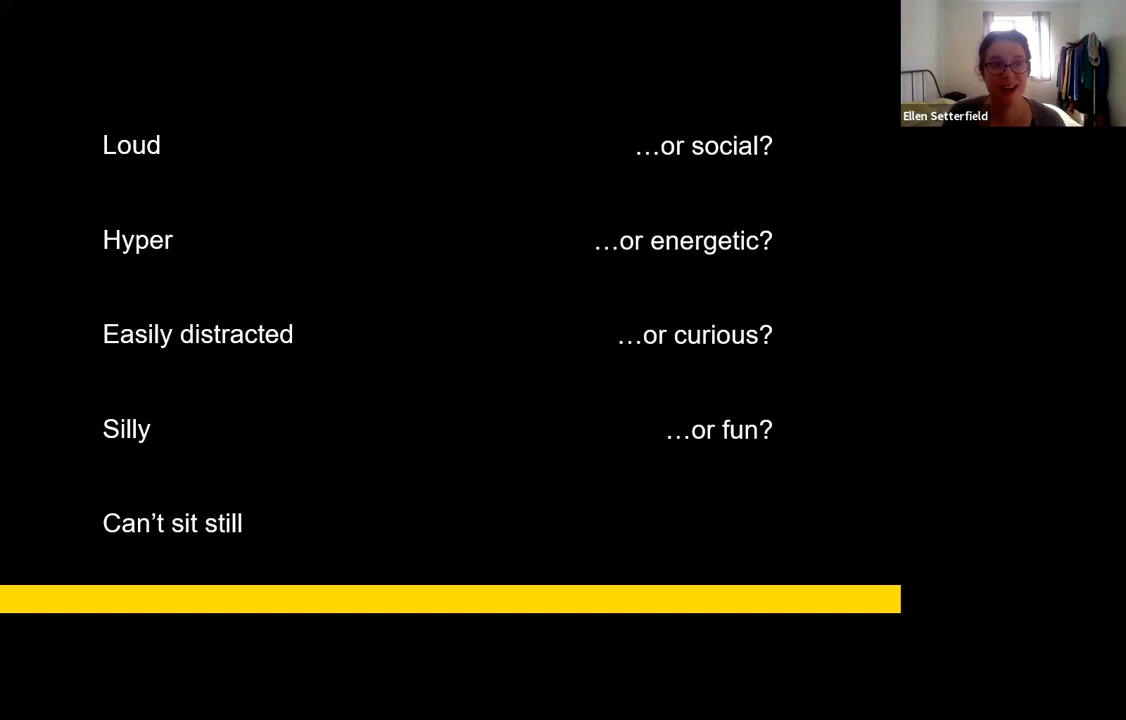 Ellen Setterfield
Loud …or social?
Hyper …or energetic?
Easily distracted …or curious?
Silly …or fun?
Can’t sit still